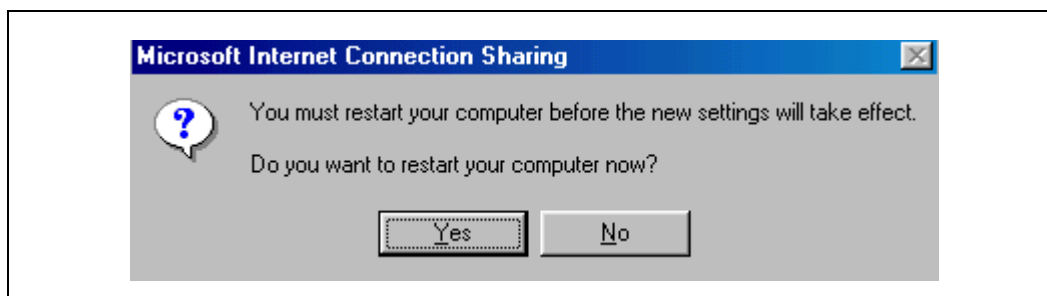 Microsoft Internet Connection Sharing
You must restart your computer before the new settings will take effect.
Do you want to restart your computer now?
Yes
No